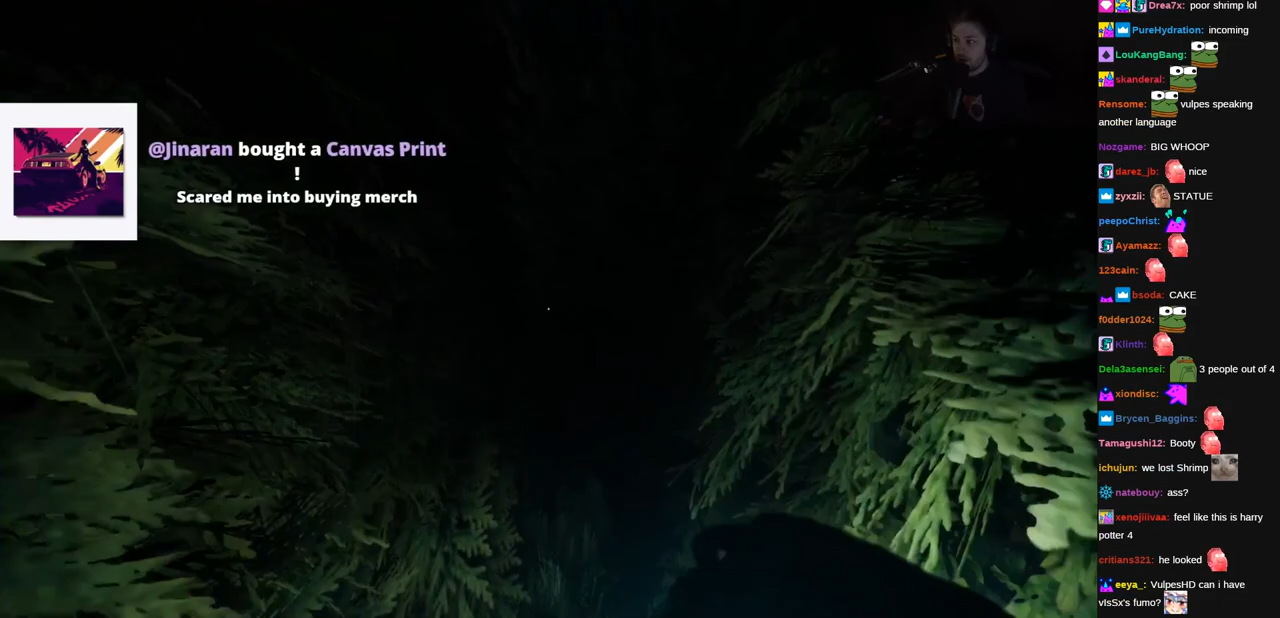 @Jinaran bought a Canvas Print
!
Scared me into buying merch
Drea7x: poor shrimp lol
PureHydration: incoming
LouKangBang:
skanderal:
Rensome: vulpes speaking
another language
Nozgame: BIG WHOOP
darez_jb: nice
zyxzii: STATUE
peepoChrist:
Ayamazz:
123cain:
bsoda: CAKE
f0dder1024:
Klinth:
Dela3asensei: 3 people out of 4
xiondisc:
Brycen_Baggins:
Tamagushi12: Booty
ichujun: we lost Shrimp
natebouy: ass?
xenojiiivaa: feel like this is harry
potter 4
critians321: he looked
eeya_: VulpesHD can i have
vIsSx's fumo?